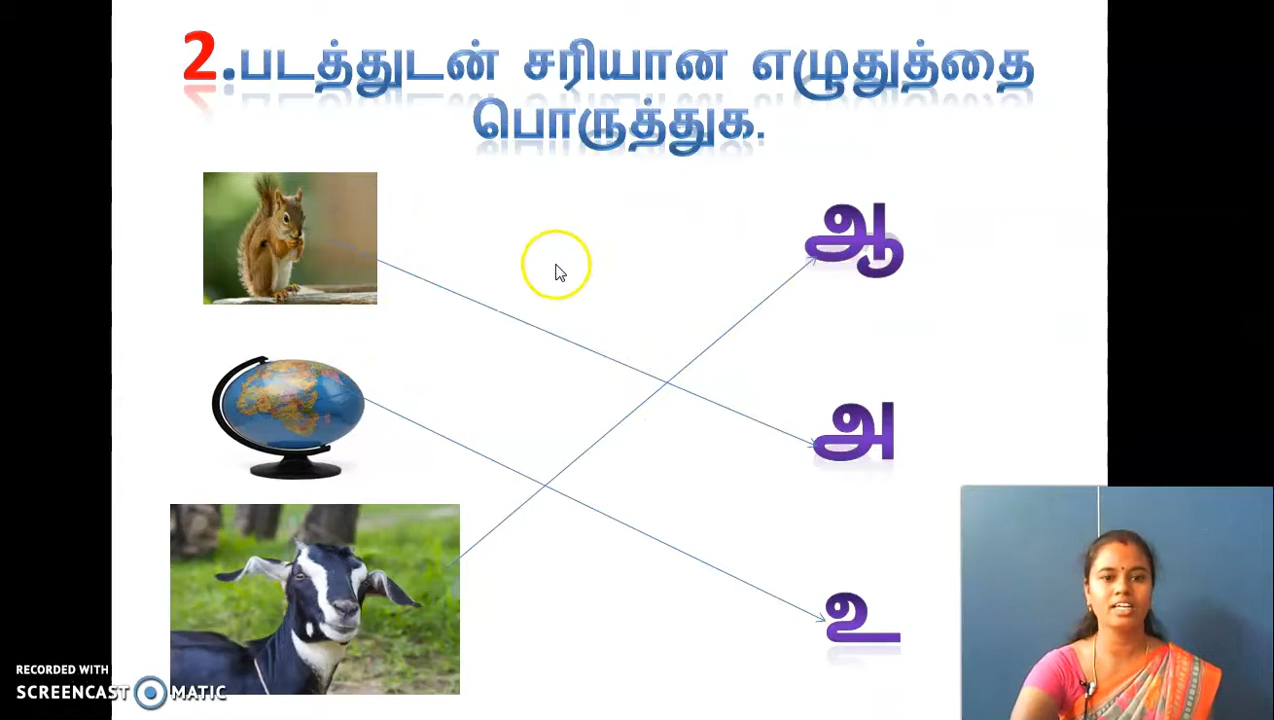 2.படத்துடன் சரியான எழுத்தை
பொருத்துக.
ஆ
அ
உ
RECORDED WITH
SCREENCAST MATIC